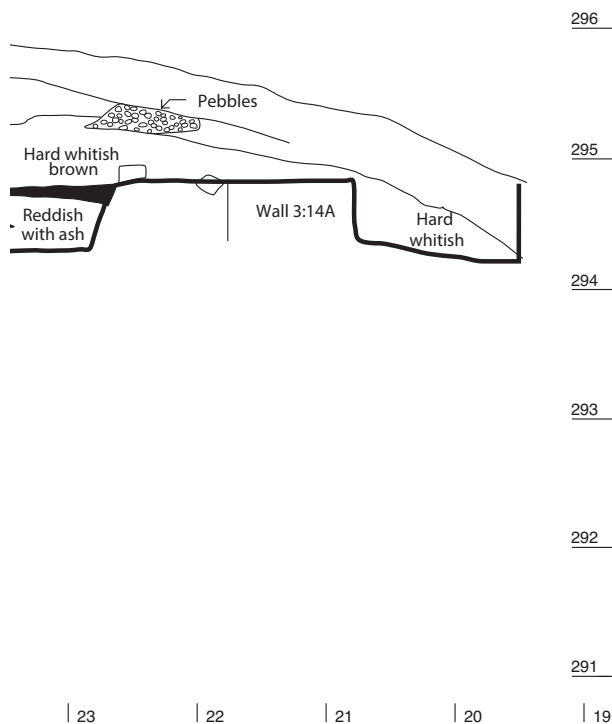 296
Pebbles
295
Hard whitish
brown
Reddish
with ash
Wall 3:14A
Hard
whitish
294
293
292
291
23 22 21 20 19